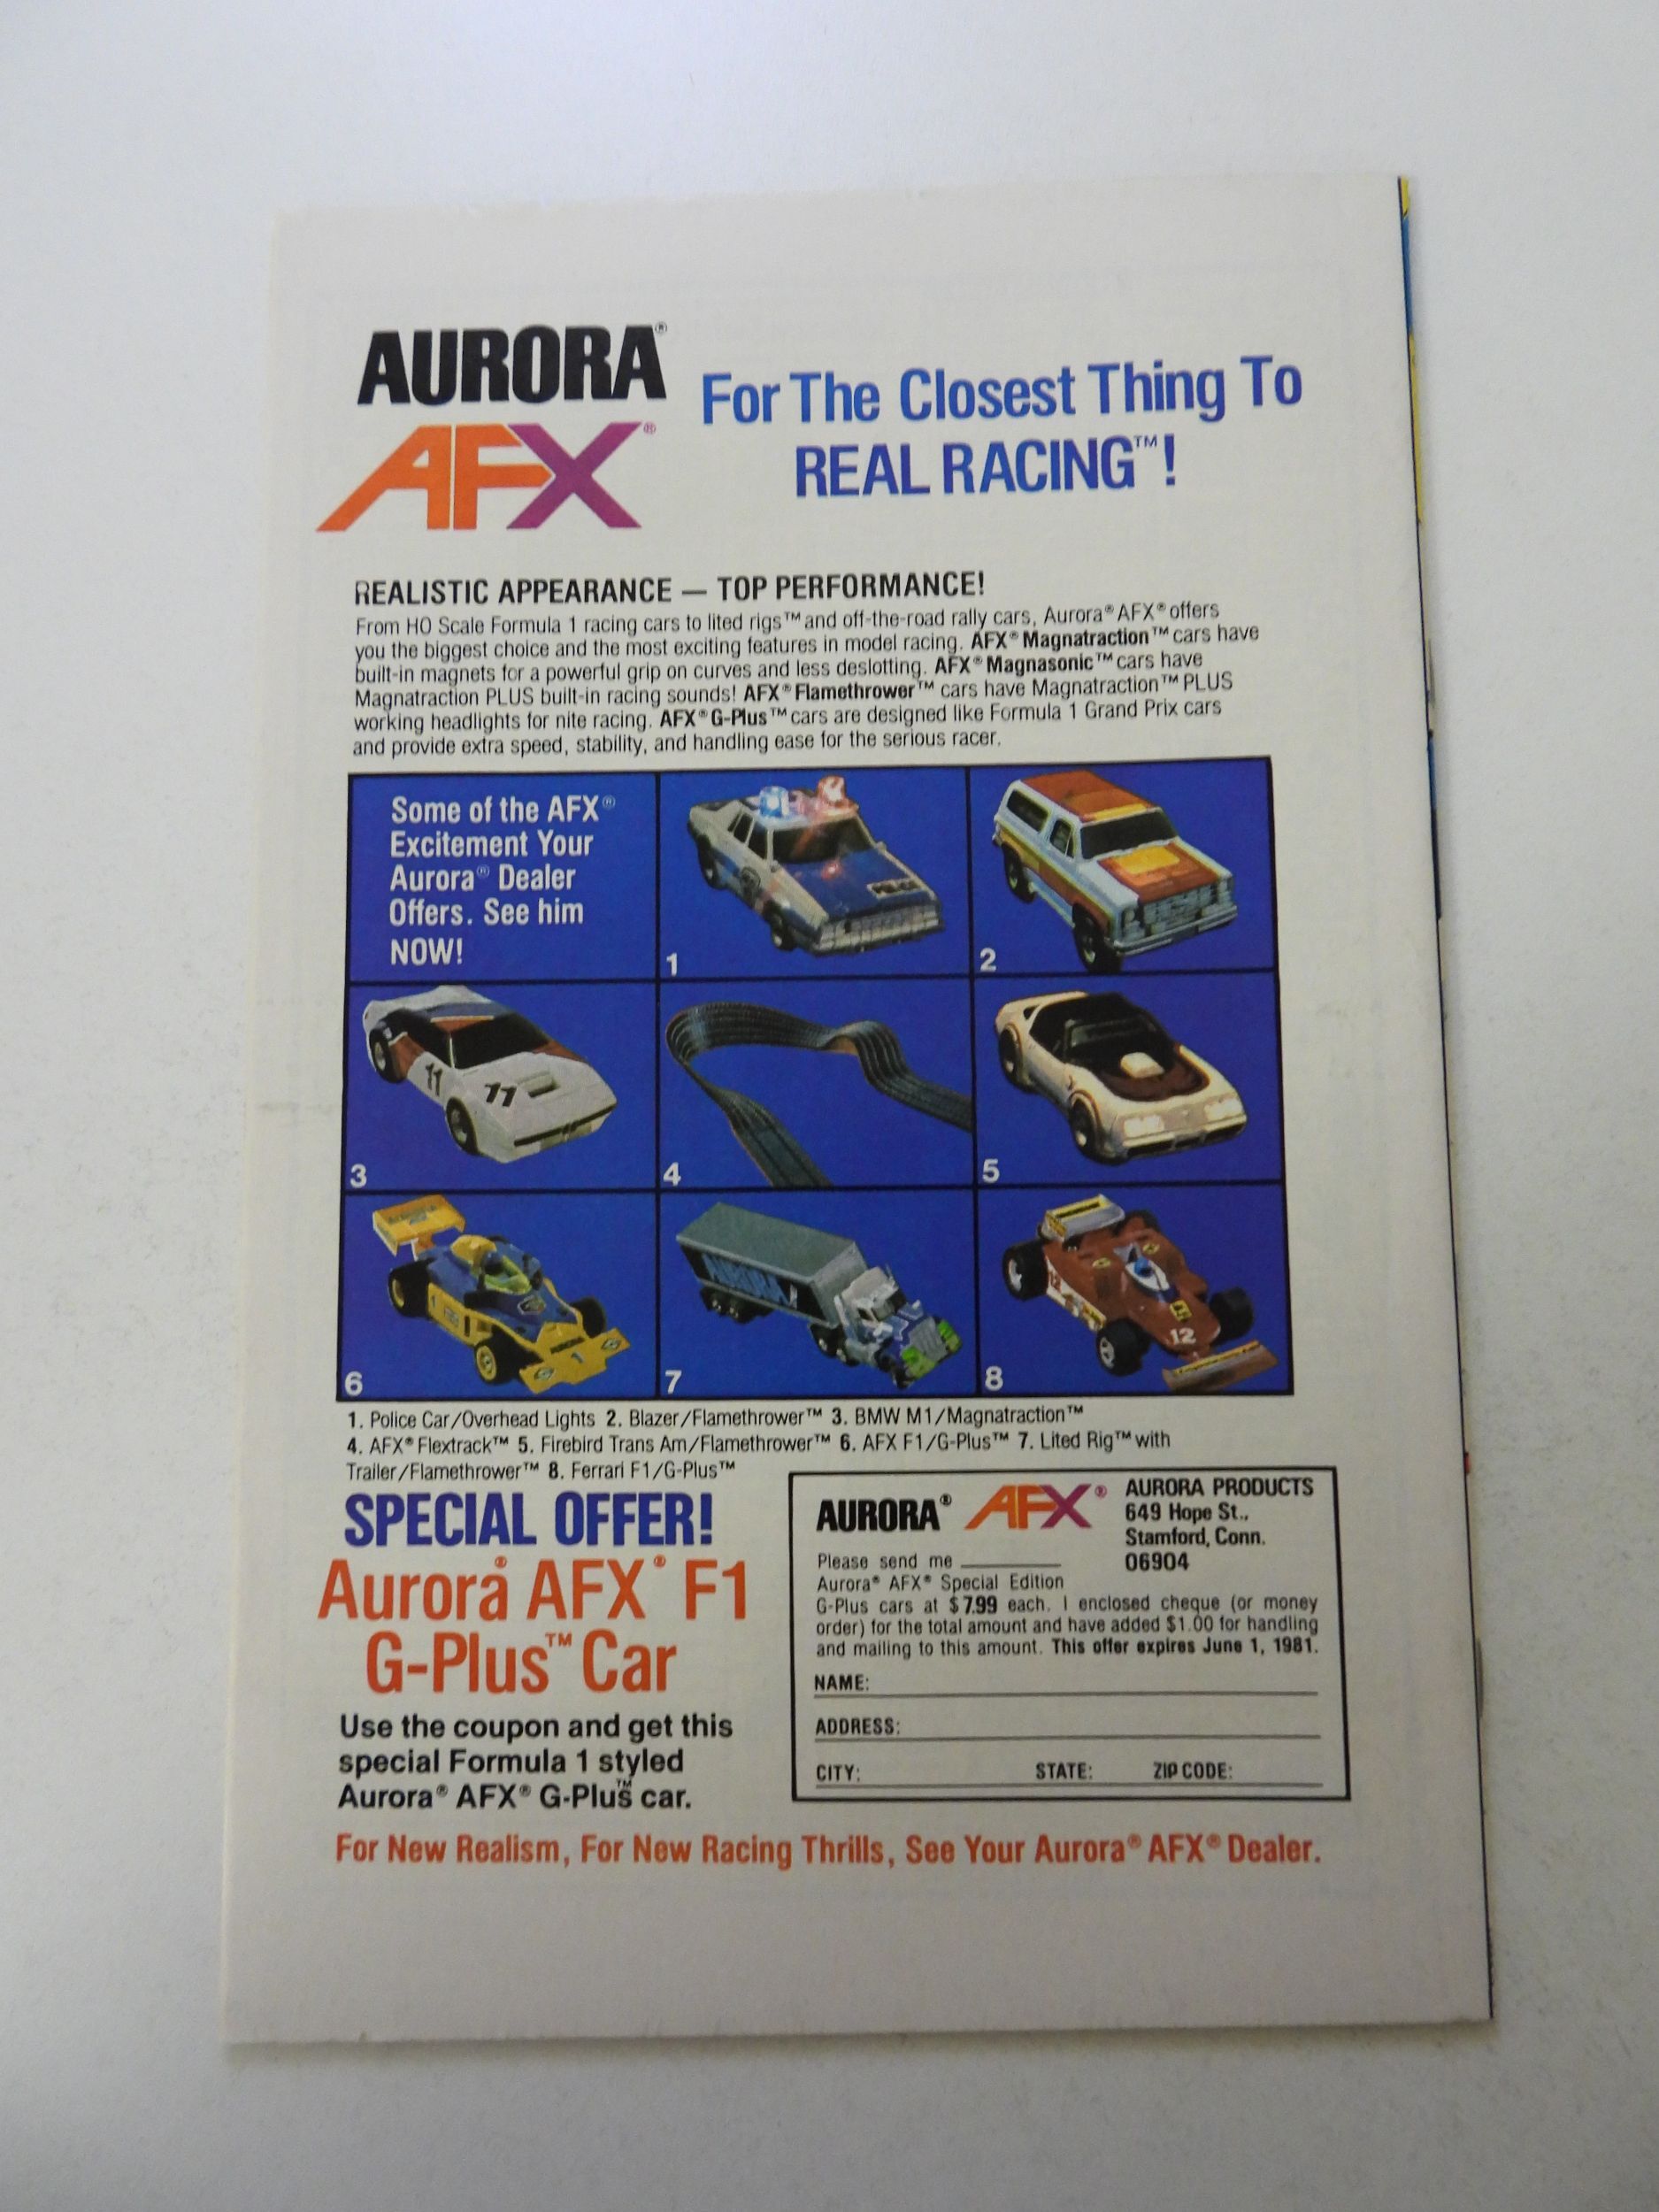 AURORA®
AFX®
For The Closest Thing To
REAL RACING™!
REALISTIC APPEARANCE — TOP PERFORMANCE!
From HO Scale Formula 1 racing cars to lited rigs™ and off-the-road rally cars, Aurora® AFX® offers
you the biggest choice and the most exciting features in model racing. AFX® Magnatraction™ cars have
built-in magnets for a powerful grip on curves and less deslotting. AFX® Magnasonic™ cars have
Magnatraction PLUS built-in racing sounds! AFX® Flamethrower™ cars have Magnatraction™ PLUS
working headlights for nite racing. AFX® G-Plus™ cars are designed like Formula 1 Grand Prix cars
and provide extra speed, stability, and handling ease for the serious racer.
Some of the AFX®
Excitement Your
Aurora® Dealer
Offers. See him
NOW!
POLICE
1
2
11
11
3
4
5
1
6
AURORA
7
12
12
8
1. Police Car/Overhead Lights 2. Blazer/Flamethrower™ 3. BMW M1/Magnatraction™
4. AFX® Flextrack™ 5. Firebird Trans Am/Flamethrower™ 6. AFX F1/G-Plus™ 7. Lited Rig™ with
Trailer/Flamethrower™ 8. Ferrari F1/G-Plus™
SPECIAL OFFER!
Aurora® AFX® F1
G-Plus™ Car
Use the coupon and get this
special Formula 1 styled
Aurora® AFX® G-Plus™ car.
AURORA® AFX®
AURORA PRODUCTS
649 Hope St.,
Stamford, Conn.
06904
Please send me ______
Aurora® AFX® Special Edition
G-Plus cars at $7.99 each. I enclosed cheque (or money
order) for the total amount and have added $1.00 for handling
and mailing to this amount. This offer expires June 1, 1981.
NAME:
ADDRESS:
CITY: STATE: ZIP CODE:
For New Realism, For New Racing Thrills, See Your Aurora® AFX® Dealer.